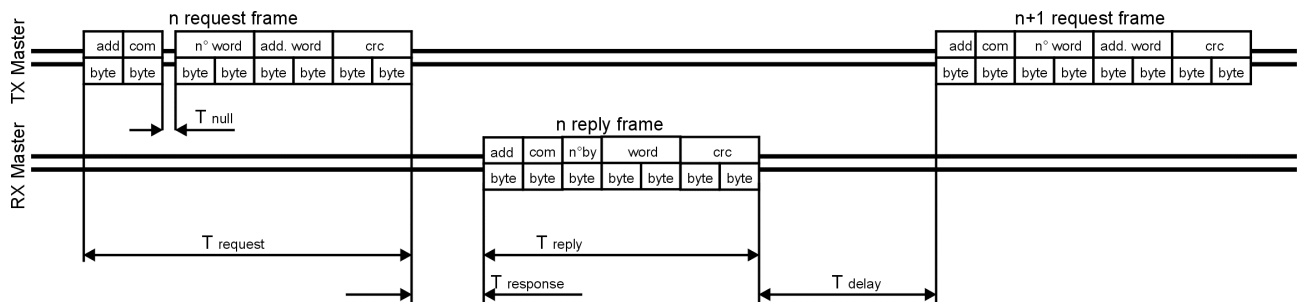 n request frame
n+1 request frame
TX Master
add com n° word add. word crc
add com n° word add. word crc
byte byte byte byte byte byte byte byte
byte byte byte byte byte byte byte byte
T null
n reply frame
RX Master
add com n°by word crc
byte byte byte byte byte byte byte
T request
T reply
T response
T delay